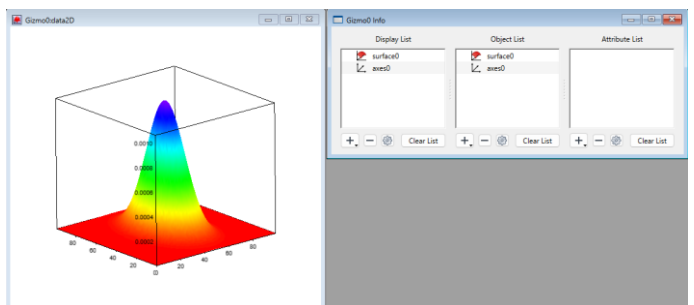 Gizmo0:data2D
0.0010
0.0008
0.0006
0.0004
0.0002
80
60
40
20
0
20
40
60
80
Gizmo0 Info
Display List
Object List
Attribute List
surface0
axes0
surface0
axes0
Clear List
Clear List
Clear List